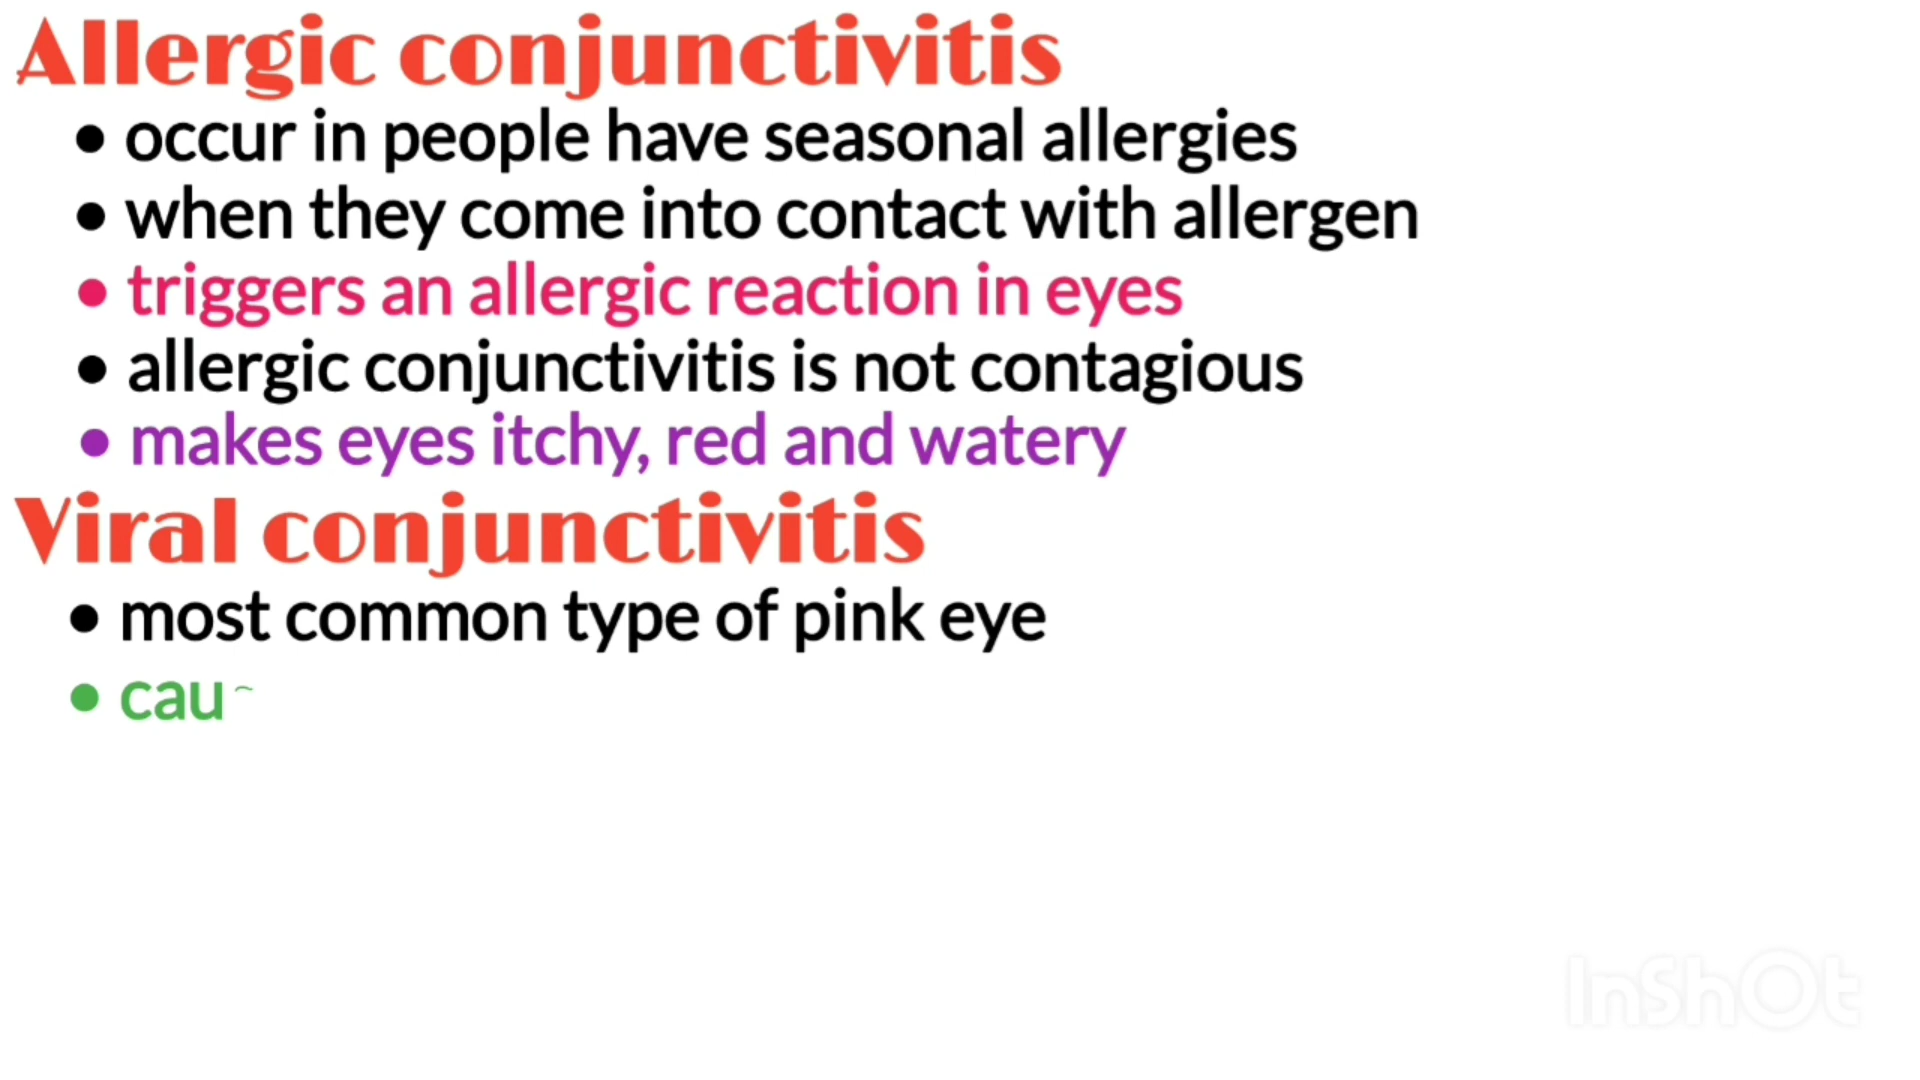 Allergic conjunctivitis
• occur in people have seasonal allergies
• when they come into contact with allergen
• triggers an allergic reaction in eyes
• allergic conjunctivitis is not contagious
• makes eyes itchy, red and watery
Viral conjunctivitis
• most common type of pink eye
• cau
InShOt